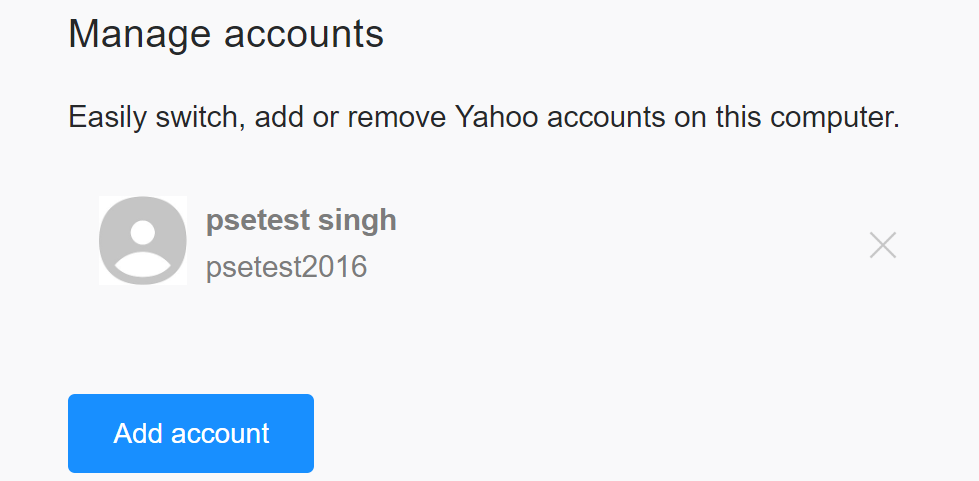 Manage accounts
Easily switch, add or remove Yahoo accounts on this computer.
psetest singh
psetest2016
Add account